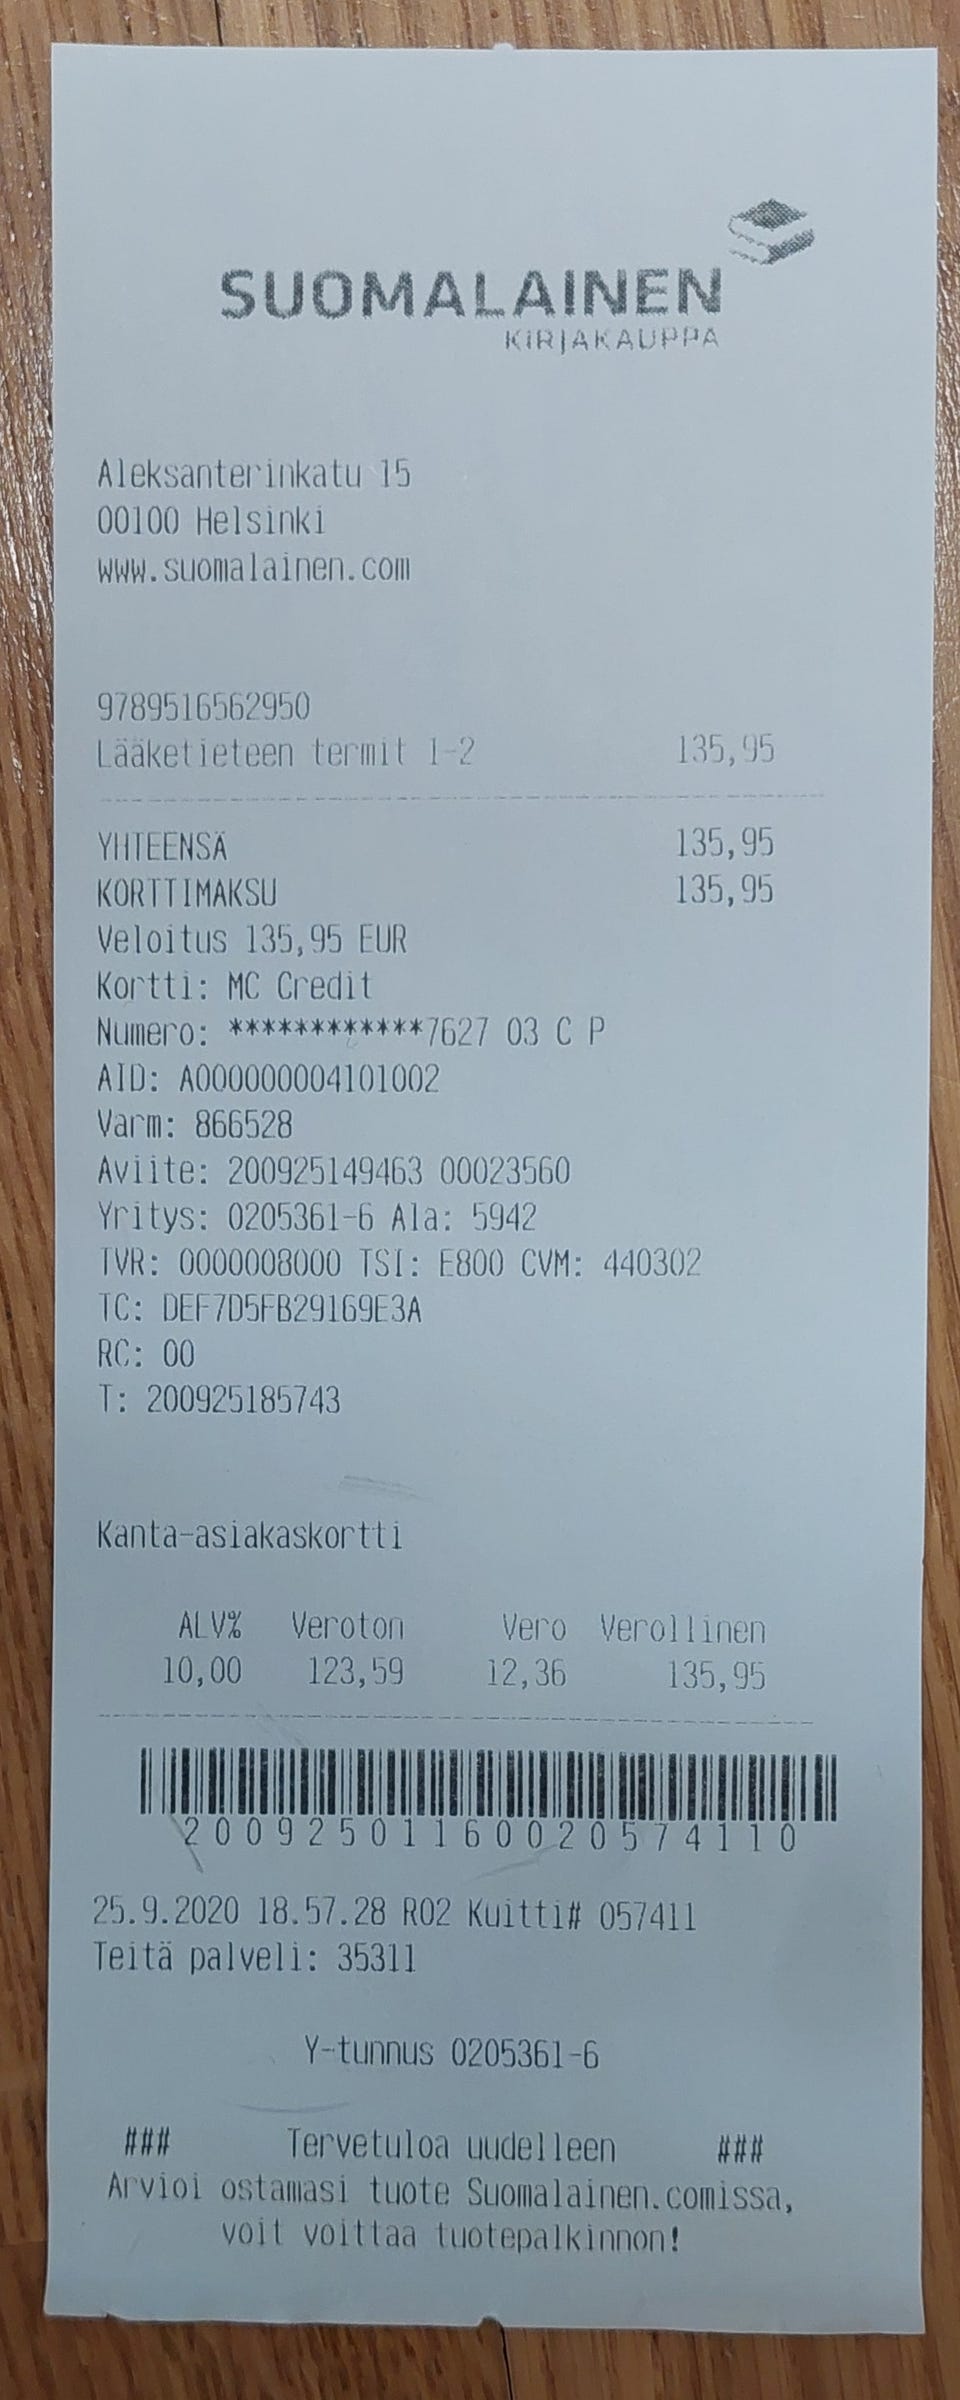 SUOMALAINEN
KIRJAKAUPPA
Aleksanterinkatu 15
00100 Helsinki
www.suomalainen.com
9789516562950
Lääketieteen termit 1-2 135,95
YHTEENSÄ 135,95
KORTTIMAKSU 135,95
Veloitus 135,95 EUR
Kortti: MC Credit
Numero: ************7627 03 C P
AID: A0000000041010​02
Varm: 866528
Aviite: 200925149463 00023560
Yritys: 0205361-6 Ala: 5942
TVR: 0000008000 TSI: E800 CVM: 440302
TC: DEF7D5FB29169E3A
RC: 00
T: 200925185743
Kanta-asiakaskortti
ALV% Veroton Vero Verollinen
10,00 123,59 12,36 135,95
20092501160020574110
25.9.2020 18.57.28 R02 Kuitti# 057411
Teitä palveli: 35311
Y-tunnus 0205361-6
### Tervetuloa uudelleen ###
Arvioi ostamasi tuote Suomalainen.comissa,
voit voittaa tuotepalkinnon!